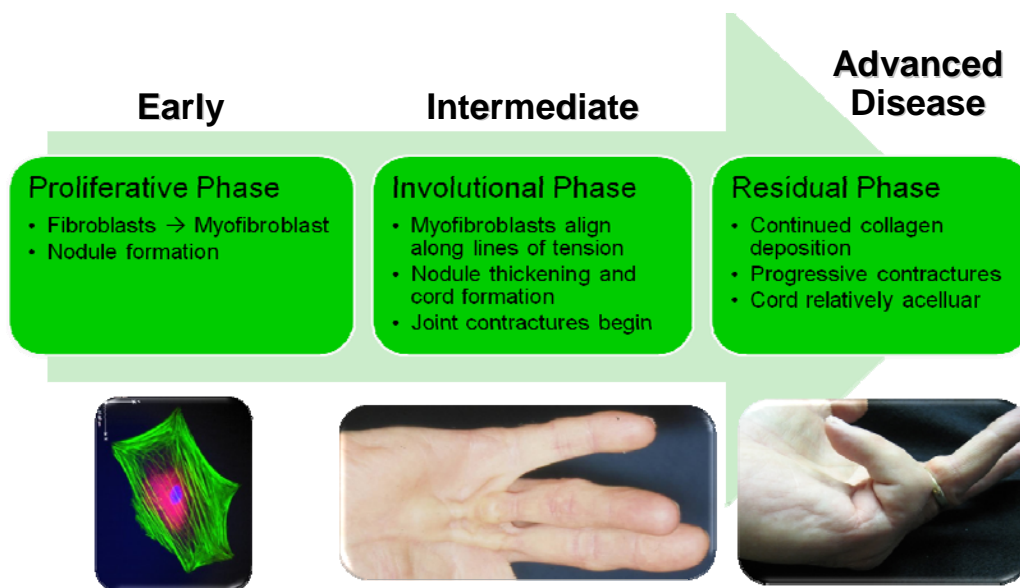 Early
Proliferative Phase
• Fibroblasts → Myofibroblast
• Nodule formation
Intermediate
Involutional Phase
• Myofibroblasts align
along lines of tension
• Nodule thickening and
cord formation
• Joint contractures begin
Advanced
Disease
Residual Phase
• Continued collagen
deposition
• Progressive contractures
• Cord relatively acelluar